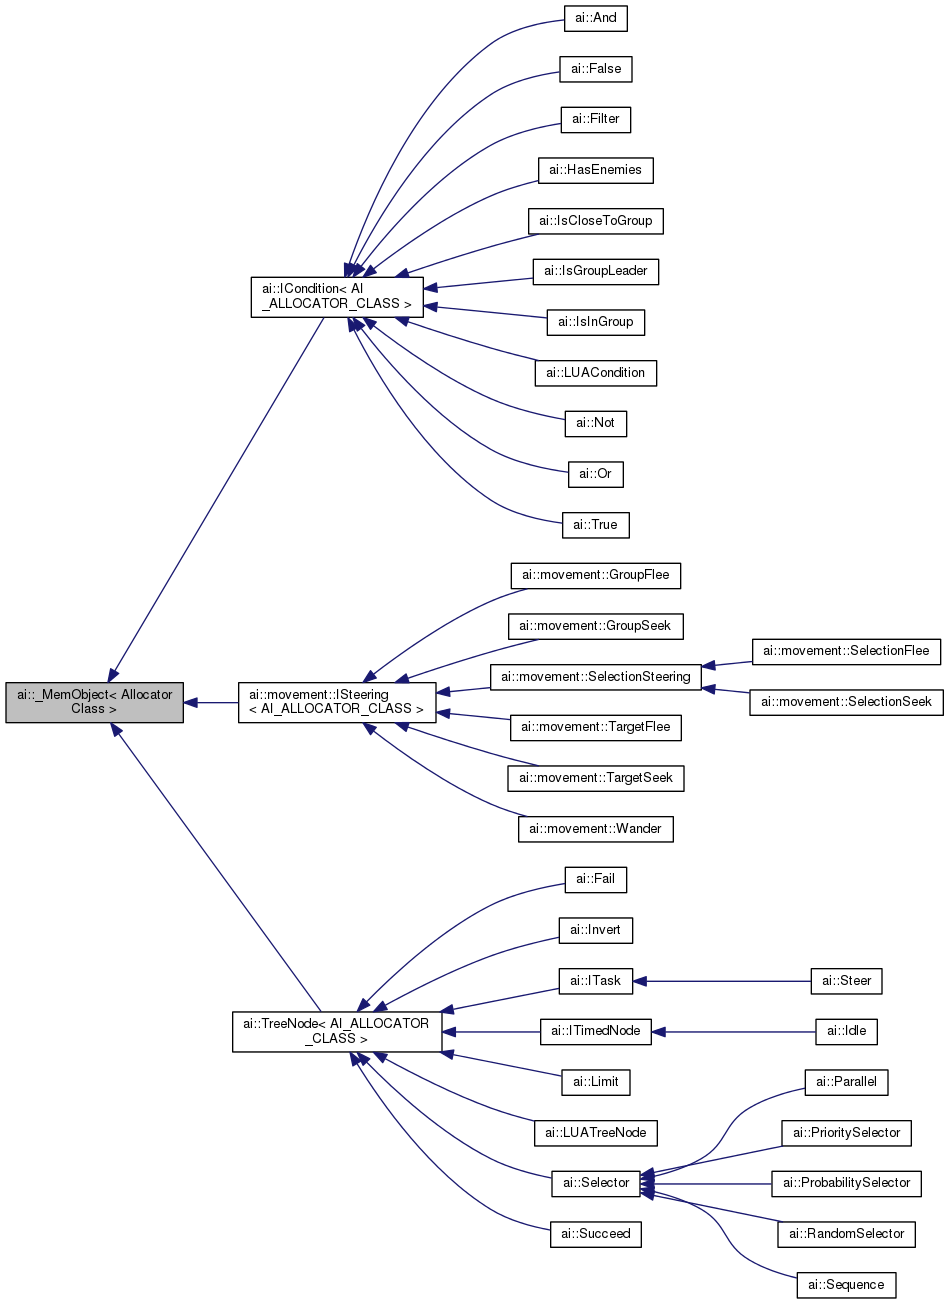 ai::And
ai::False
ai::Filter
ai::HasEnemies
ai::IsCloseToGroup
ai::IsGroupLeader
ai::ICondition< AI
_ALLOCATOR_CLASS >
ai::IsInGroup
ai::LUACondition
ai::Not
ai::Or
ai::True
ai::movement::GroupFlee
ai::movement::GroupSeek
ai::movement::SelectionFlee
ai::movement::SelectionSteering
ai::_MemObject< Allocator
Class >
ai::movement::ISteering
< AI_ALLOCATOR_CLASS >
ai::movement::SelectionSeek
ai::movement::TargetFlee
ai::movement::TargetSeek
ai::movement::Wander
ai::Fail
ai::Invert
ai::ITask
ai::Steer
ai::TreeNode< AI_ALLOCATOR
_CLASS >
ai::ITimedNode
ai::Idle
ai::Limit
ai::Parallel
ai::LUATreeNode
ai::PrioritySelector
ai::Selector
ai::ProbabilitySelector
ai::Succeed
ai::RandomSelector
ai::Sequence